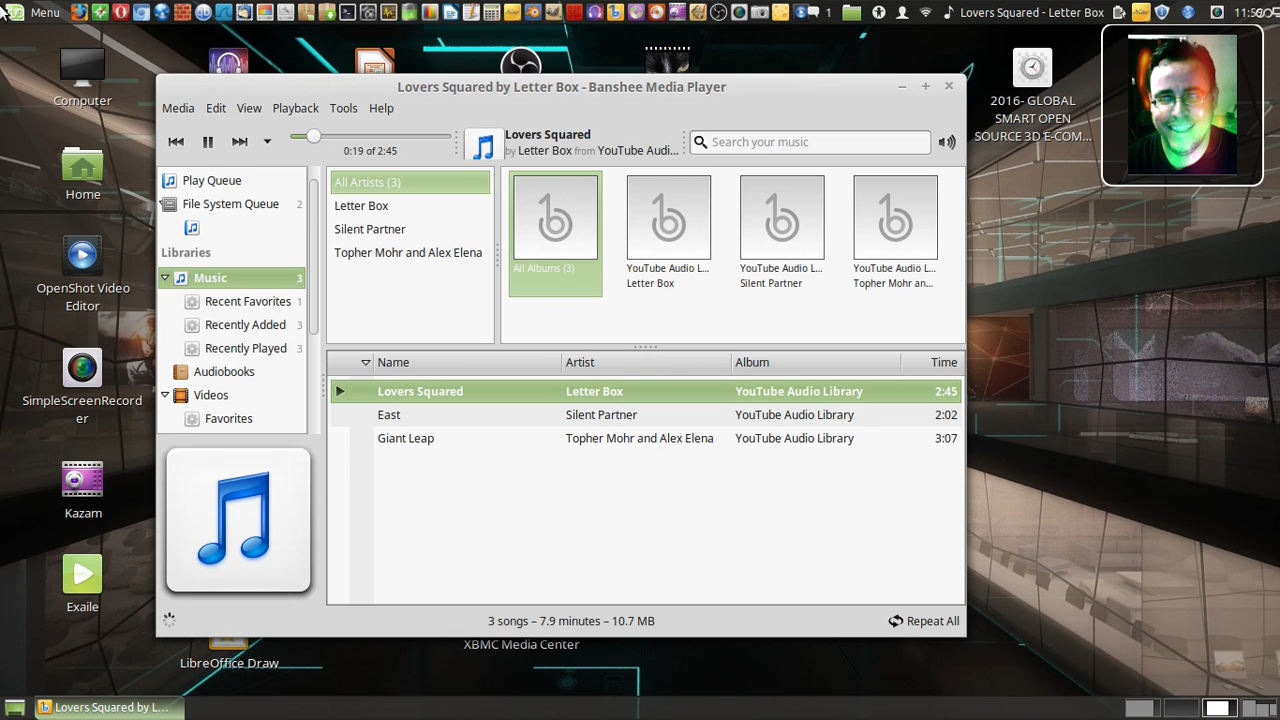 Menu
1
Lovers Squared - Letter Box
Computer
Home
OpenShot Video
Editor
SimpleScreenRecord
er
Kazam
Exaile
2016- GLOBAL
SMART OPEN
SOURCE 3D E-COM...
Lovers Squared by Letter Box - Banshee Media Player
Media Edit View Playback Tools Help
0:19 of 2:45
Lovers Squared
by Letter Box from YouTube Audi...
Search your music
Play Queue
File System Queue 2
Libraries
Music 3
Recent Favorites 1
Recently Added 3
Recently Played 3
Audiobooks
Videos
Favorites
All Artists (3)
Letter Box
Silent Partner
Topher Mohr and Alex Elena
All Albums (3)
YouTube Audio L...
Letter Box
YouTube Audio L...
Silent Partner
YouTube Audio L...
Topher Mohr an...
Name Artist Album Time
Lovers Squared Letter Box YouTube Audio Library 2:45
East Silent Partner YouTube Audio Library 2:02
Giant Leap Topher Mohr and Alex Elena YouTube Audio Library 3:07
3 songs – 7.9 minutes – 10.7 MB
Repeat All
XBMC Media Center
LibreOffice Draw
Lovers Squared by L...